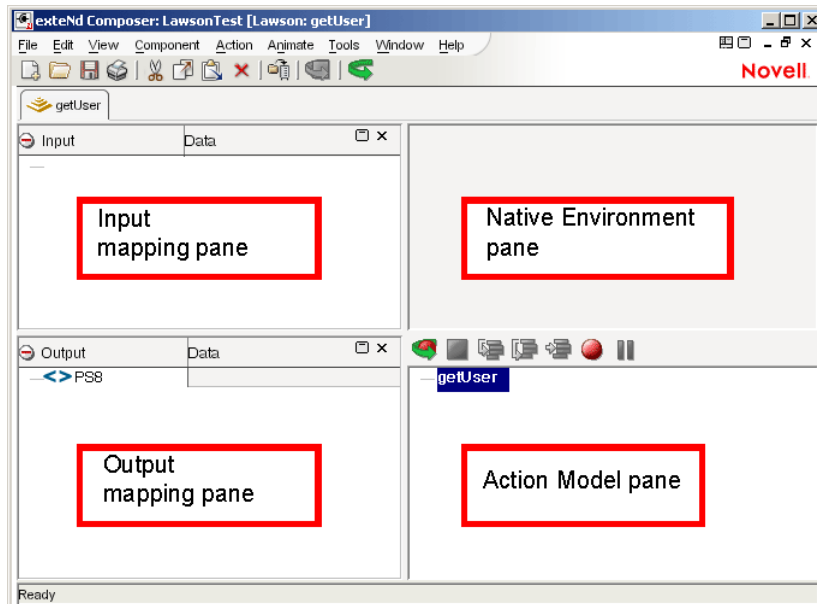 exteNd Composer: LawsonTest [Lawson: getUser]
File Edit View Component Action Animate Tools Window Help
Novell.
getUser
Input Data
Input
mapping pane
Native Environment
pane
Output Data
<> PS8
getUser
Output
mapping pane
Action Model pane
Ready